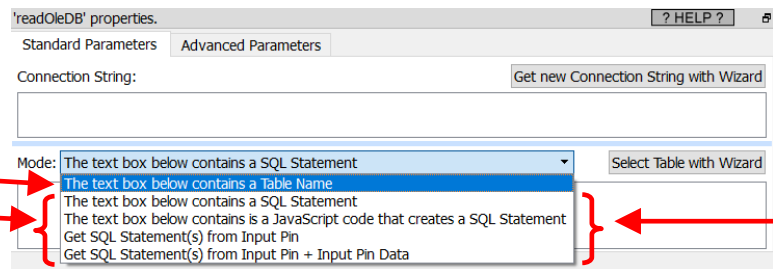 'readOleDB' properties.
? HELP ?
Standard Parameters
Advanced Parameters
Connection String:
Get new Connection String with Wizard
Mode:
The text box below contains a SQL Statement
Select Table with Wizard
The text box below contains a Table Name
The text box below contains a SQL Statement
The text box below contains is a JavaScript code that creates a SQL Statement
Get SQL Statement(s) from Input Pin
Get SQL Statement(s) from Input Pin + Input Pin Data